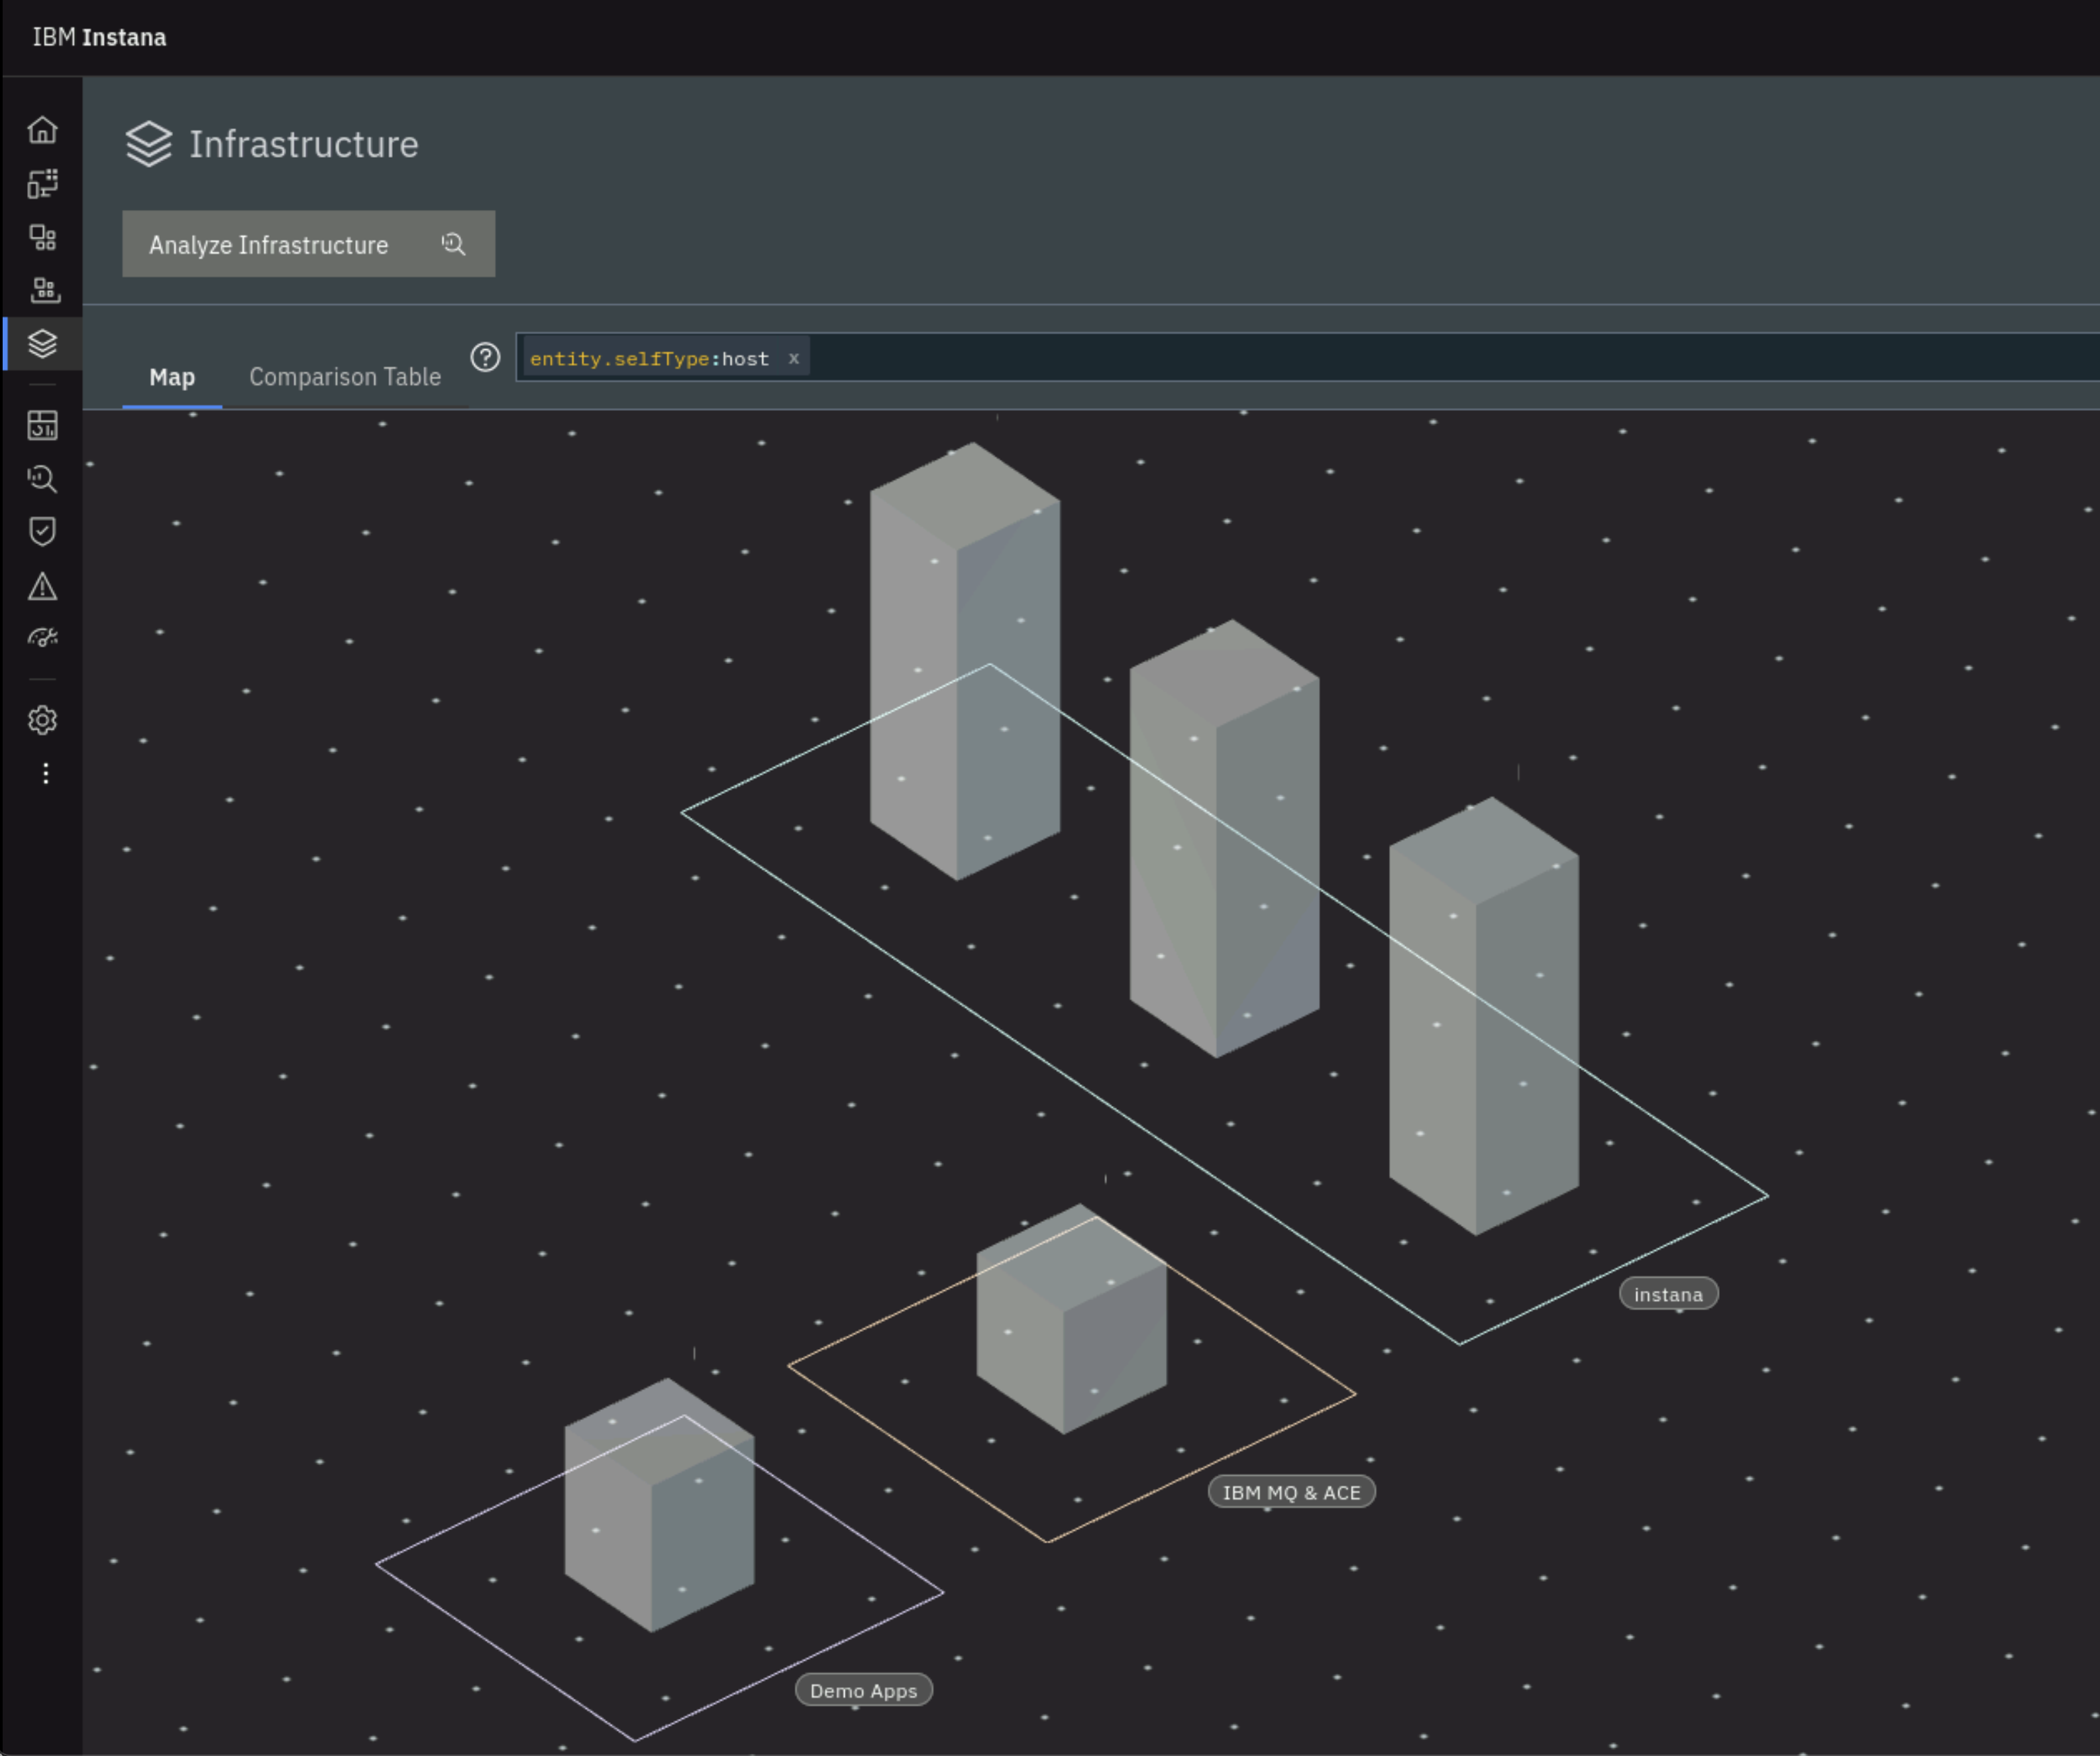 IBM Instana
Infrastructure
Analyze Infrastructure
Map
Comparison Table
entity.selfType:host x
instana
IBM MQ & ACE
Demo Apps